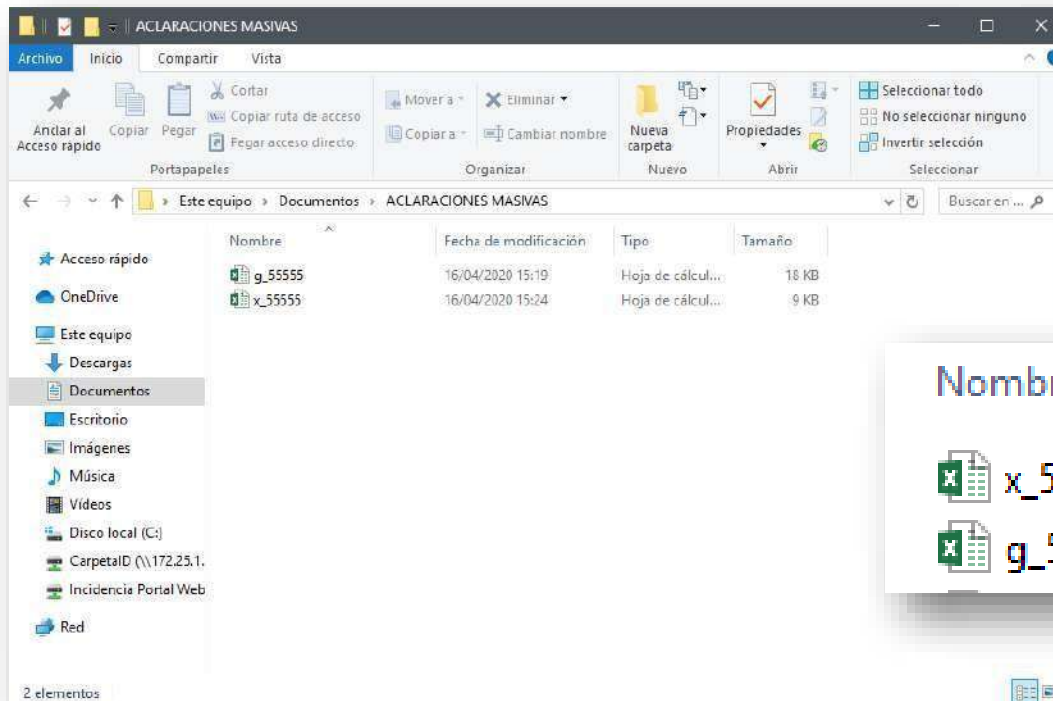 ACLARACIONES MASIVAS
Archivo Inicio Compartir Vista
Anclar al Acceso rápido
Copiar
Pegar
Cortar
Copiar ruta de acceso
Pegar acceso directo
Portapapeles
Mover a
Copiar a
Eliminar
Cambiar nombre
Organizar
Nueva carpeta
Nuevo
Propiedades
Abrir
Seleccionar todo
No seleccionar ninguno
Invertir selección
Seleccionar
Este equipo > Documentos > ACLARACIONES MASIVAS
Buscar en ...
Nombre Fecha de modificación Tipo Tamaño
g_55555 16/04/2020 15:19 Hoja de cálcul... 18 KB
x_55555 16/04/2020 15:24 Hoja de cálcul... 9 KB
Acceso rápido
OneDrive
Este equipo
Descargas
Documentos
Escritorio
Imágenes
Música
Vídeos
Disco local (C:)
CarpetaID (\\172.25.1.
Incidencia Portal Web
Red
2 elementos
Nombr
x_5
g_5